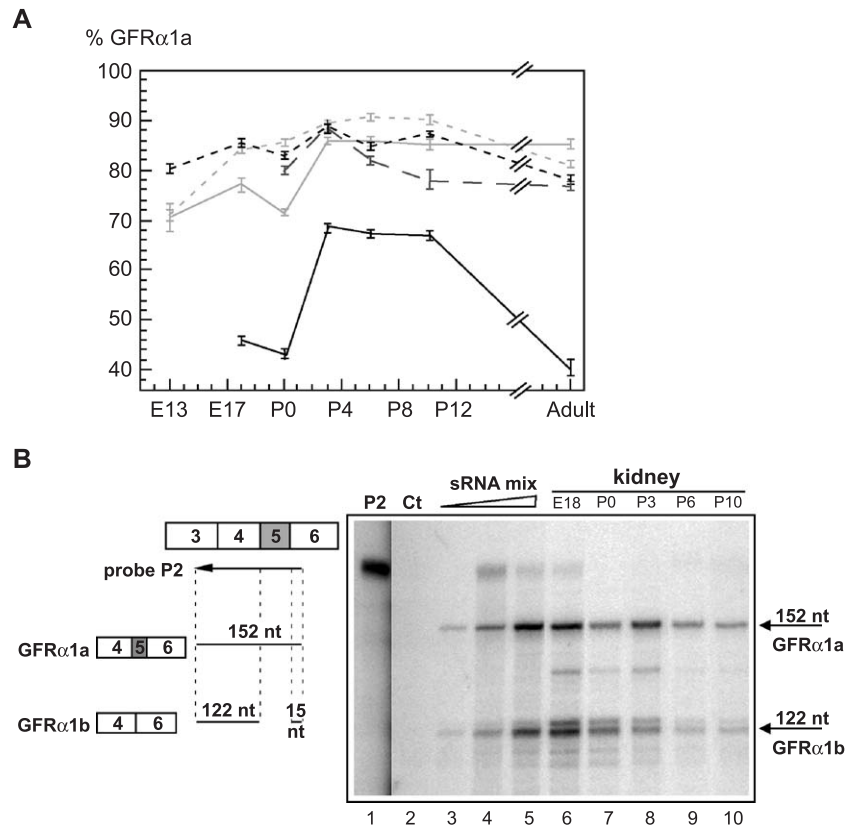 A
% GFRα1a
100
90
80
70
60
50
40
E13 E17 P0 P4 P8 P12 Adult
B
kidney
sRNA mix
P2 Ct E18 P0 P3 P6 P10
3 4 5 6
probe P2
152 nt
152 nt
GFRα1a 4 5 6
GFRα1a
122 nt 15 nt
122 nt
GFRα1b 4 6
GFRα1b
1 2 3 4 5 6 7 8 9 10